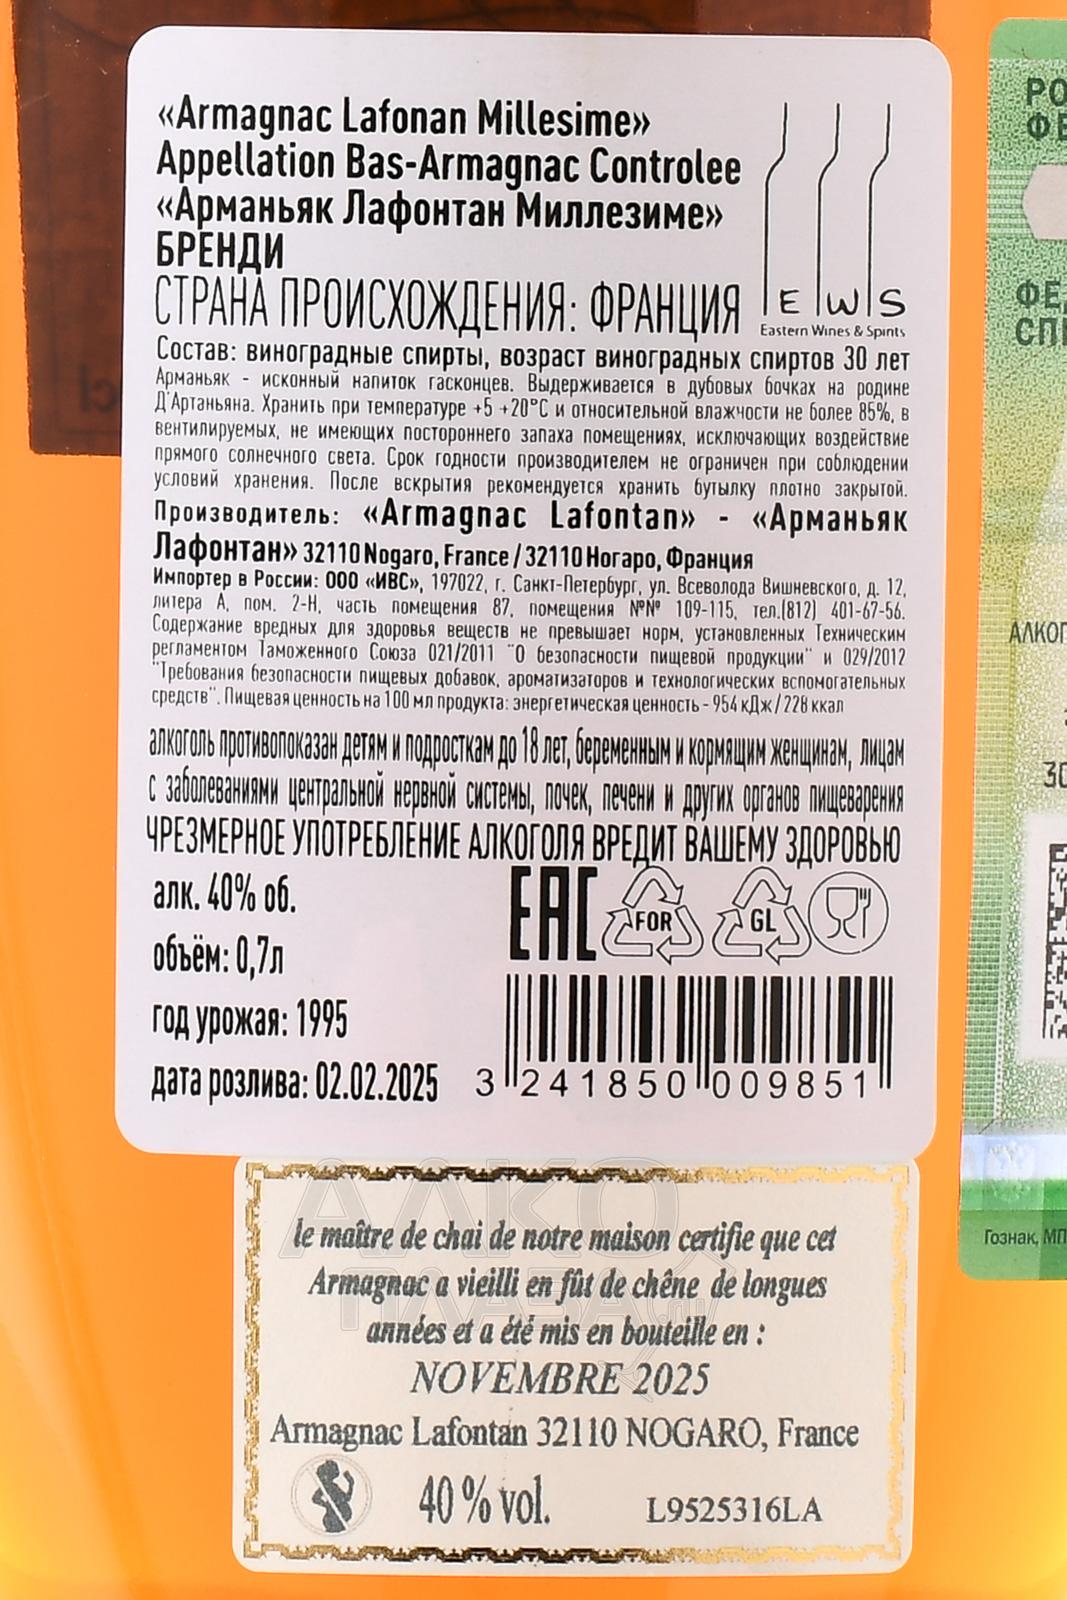 «Armagnac Lafonan Millesime»
Appellation Bas-Armagnac Controlee
«Арманьяк Лафонтан Миллезиме»
БРЕНДИ
СТРАНА ПРОИСХОЖДЕНИЯ: ФРАНЦИЯ
E W S
Eastern Wines & Spirits
Состав: виноградные спирты, возраст виноградных спиртов 30 лет
Арманьяк - исконный напиток гасконцев. Выдерживается в дубовых бочках на родине
Д'Артаньяна. Хранить при температуре +5 +20°С и относительной влажности не более 85%, в
вентилируемых, не имеющих постороннего запаха помещениях, исключающих воздействие
прямого солнечного света. Срок годности производителем не ограничен при соблюдении
условий хранения. После вскрытия рекомендуется хранить бутылку плотно закрытой.
Производитель: «Armagnac Lafontan» - «Арманьяк
Лафонтан» 32110 Nogaro, France / 32110 Ногаро, Франция
Импортер в России: ООО «ИВС», 197022, г. Санкт-Петербург, ул. Всеволода Вишневского, д. 12,
литера А, пом. 2-Н, часть помещения 87, помещения №№ 109-115, тел.(812) 401-67-56.
Содержание вредных для здоровья веществ не превышает норм, установленных Техническим
регламентом Таможенного Союза 021/2011 "О безопасности пищевой продукции" и 029/2012
"Требования безопасности пищевых добавок, ароматизаторов и технологических вспомогательных
средств". Пищевая ценность на 100 мл продукта: энергетическая ценность - 954 кДж / 228 ккал
алкоголь противопоказан детям и подросткам до 18 лет, беременным и кормящим женщинам, лицам
с заболеваниями центральной нервной системы, почек, печени и других органов пищеварения
ЧРЕЗМЕРНОЕ УПОТРЕБЛЕНИЕ АЛКОГОЛЯ ВРЕДИТ ВАШЕМУ ЗДОРОВЬЮ
алк. 40% об.
объём: 0,7л
год урожая: 1995
дата розлива: 02.02.2025
EAC
FOR
GL
3 241850 009851
le maître de chai de notre maison certifie que cet
Armagnac a vieilli en fût de chêne de longues
années et a été mis en bouteille en :
NOVEMBRE 2025
Armagnac Lafontan 32110 NOGARO, France
40 % vol.
L9525316LA
АЛКО
ПЛАЗА.ru
РО
ФЕ
ФЕ
СПЕ
АЛКОГ
30
Гознак, МП